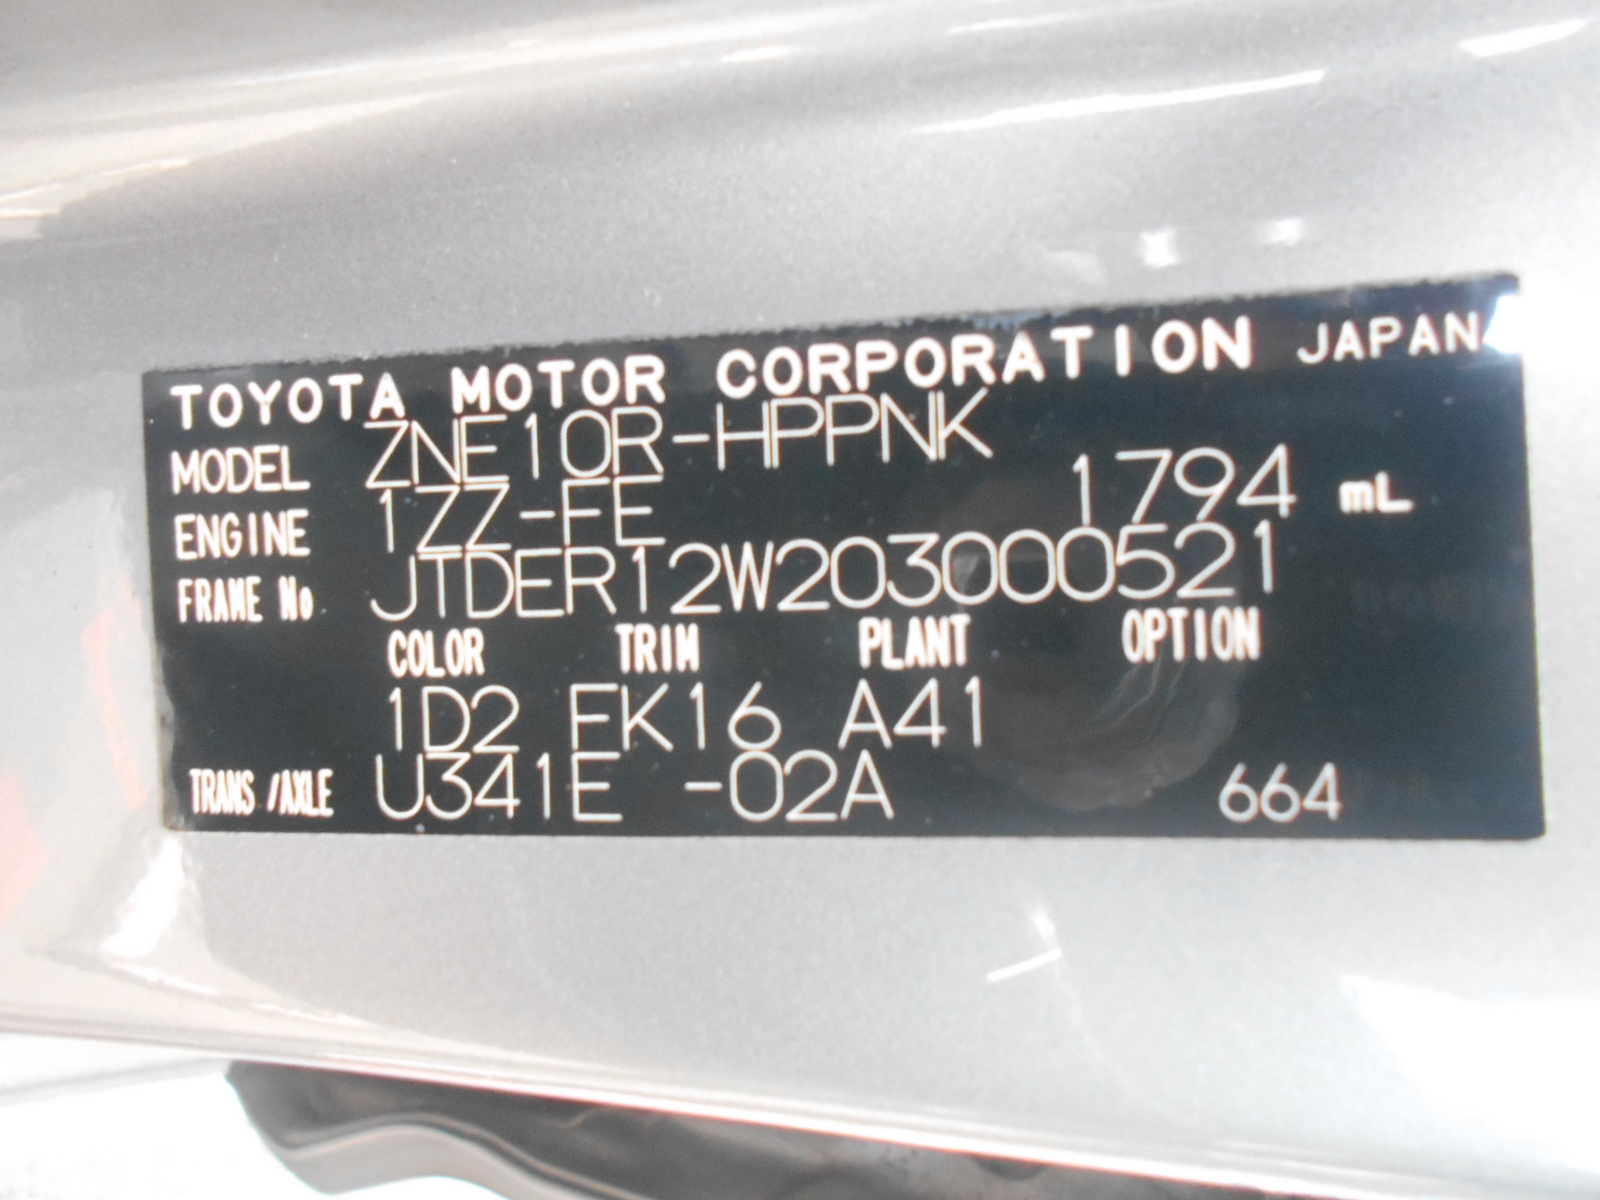 TOYOTA MOTOR CORPORATION JAPAN
MODEL ZNE10R-HPPNK
ENGINE 1ZZ-FE 1794 mL
FRAME No. JTDER12W203000521
COLOR TRIM PLANT OPTION
1D2 FK16 A41
TRANS/AXLE U341E -02A 664